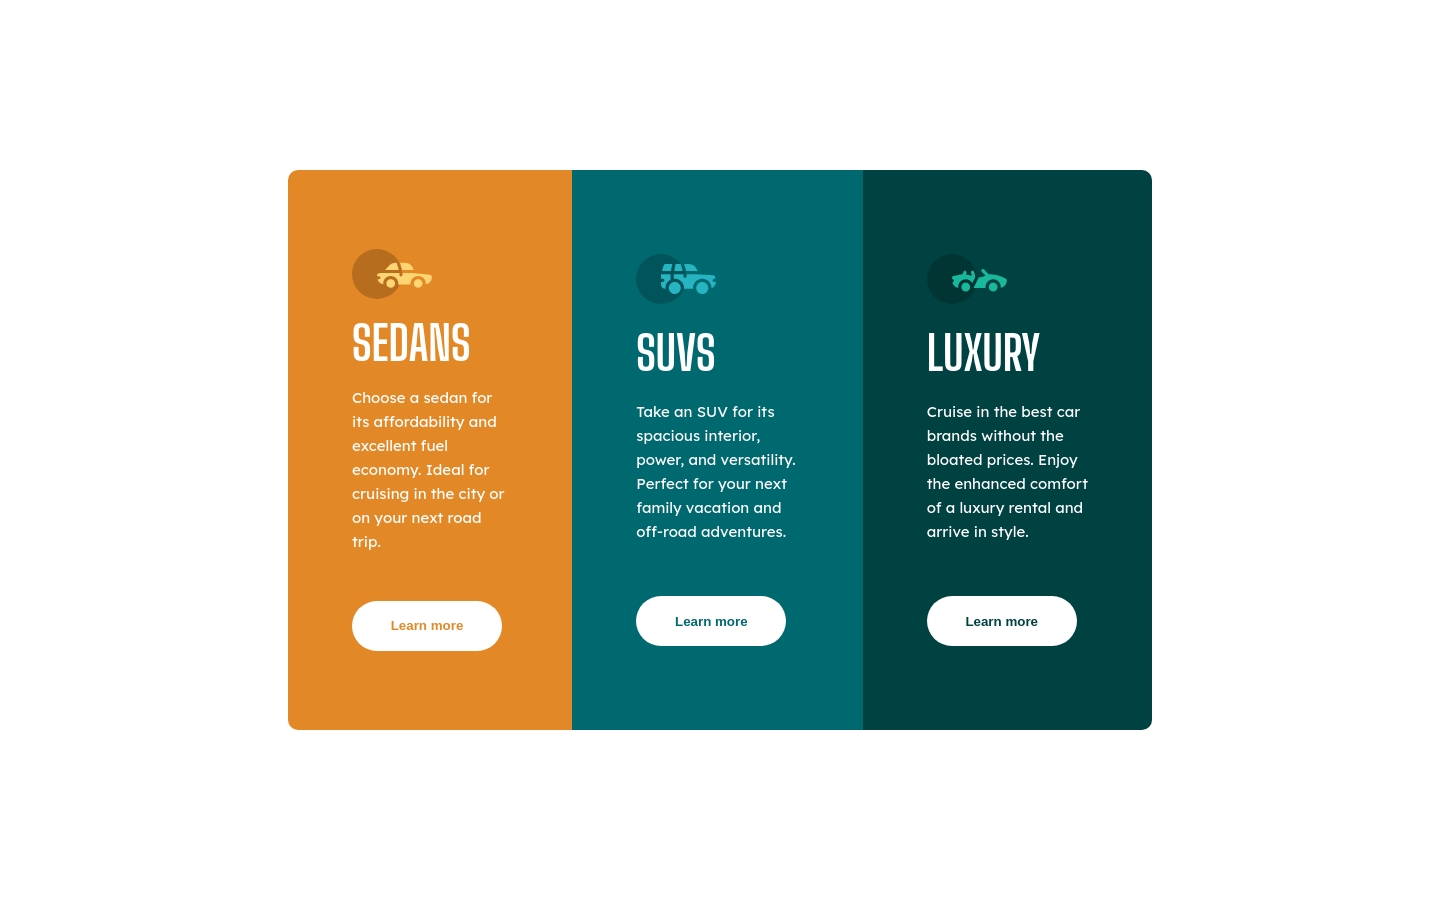 SEDANS
Choose a sedan for
its affordability and
excellent fuel
economy. Ideal for
cruising in the city or
on your next road
trip.
Learn more
SUVS
Take an SUV for its
spacious interior,
power, and versatility.
Perfect for your next
family vacation and
off-road adventures.
Learn more
LUXURY
Cruise in the best car
brands without the
bloated prices. Enjoy
the enhanced comfort
of a luxury rental and
arrive in style.
Learn more